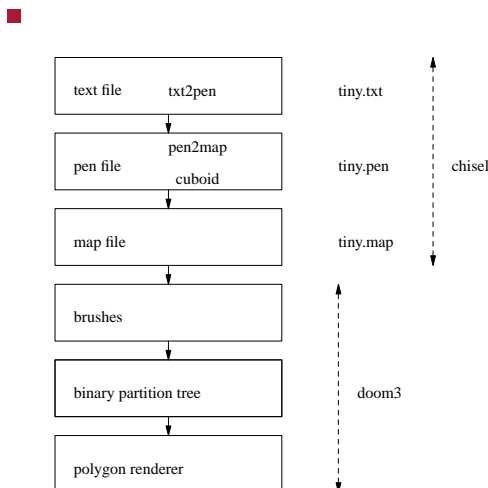 text file txt2pen tiny.txt
pen2map
pen file tiny.pen chisel
cuboid
map file tiny.map
brushes
binary partition tree doom3
polygon renderer